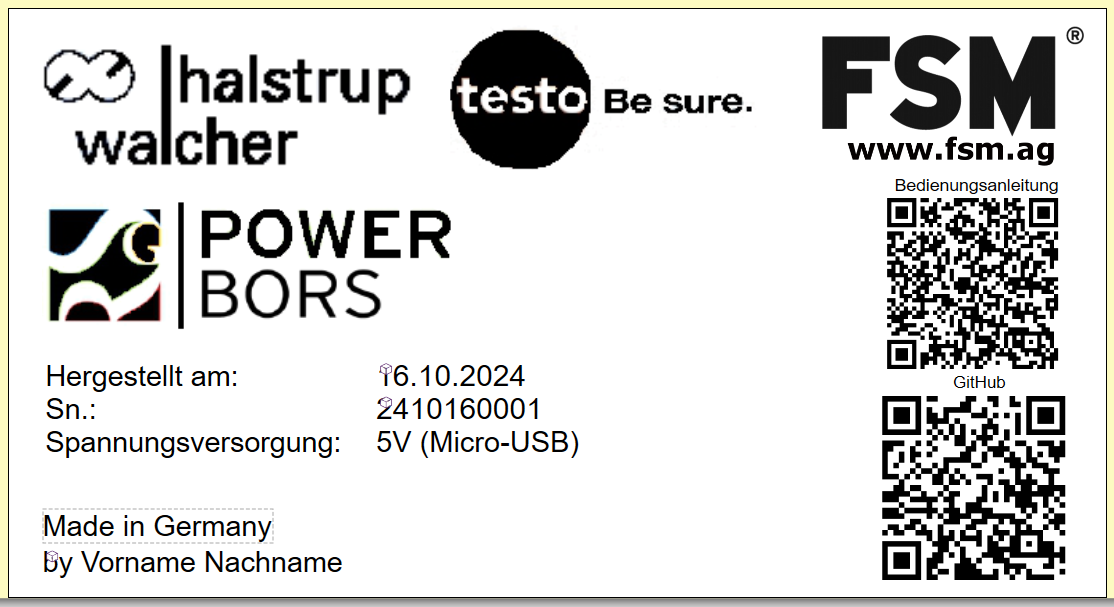 halstrup
walcher
testo Be sure.
FSM®
www.fsm.ag
Bedienungsanleitung
POWER
BORS
GitHub
Hergestellt am: 16.10.2024
Sn.: 2410160001
Spannungsversorgung: 5V (Micro-USB)
Made in Germany
by Vorname Nachname